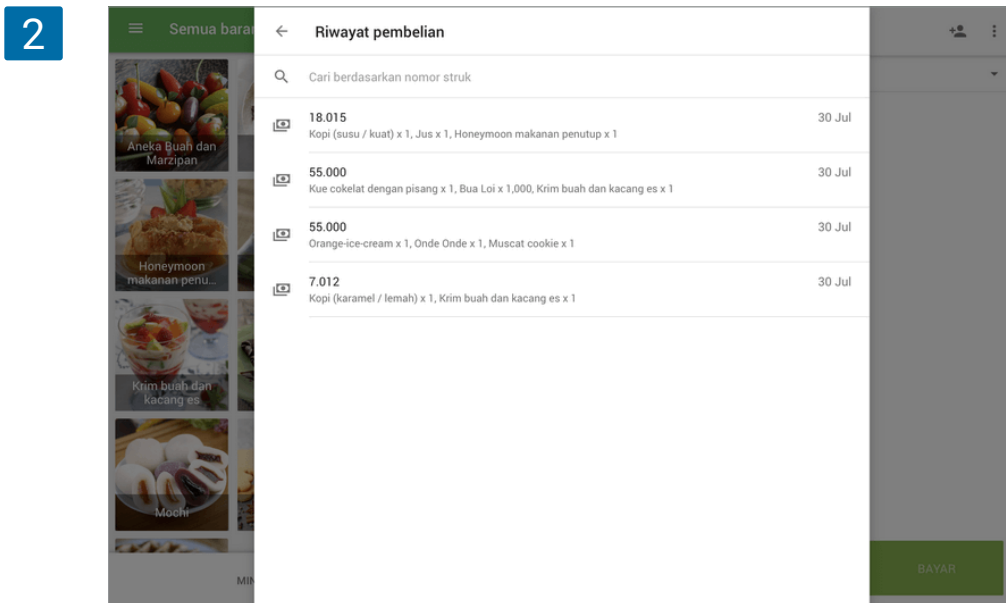 2
Semua barar
Riwayat pembelian
Cari berdasarkan nomor struk
18.015
30 Jul
Kopi (susu / kuat) x 1, Jus x 1, Honeymoon makanan penutup x 1
55.000
30 Jul
Kue cokelat dengan pisang x 1, Bua Loi x 1,000, Krim buah dan kacang es x 1
55.000
30 Jul
Orange-ice-cream x 1, Onde Onde x 1, Muscat cookie x 1
7.012
30 Jul
Kopi (karamel / lemah) x 1, Krim buah dan kacang es x 1
Aneka Buah dan
Marzipan
Honeymoon
makanan penu...
Krim buah dan
kacang es
Mochi
MIN
BAYAR